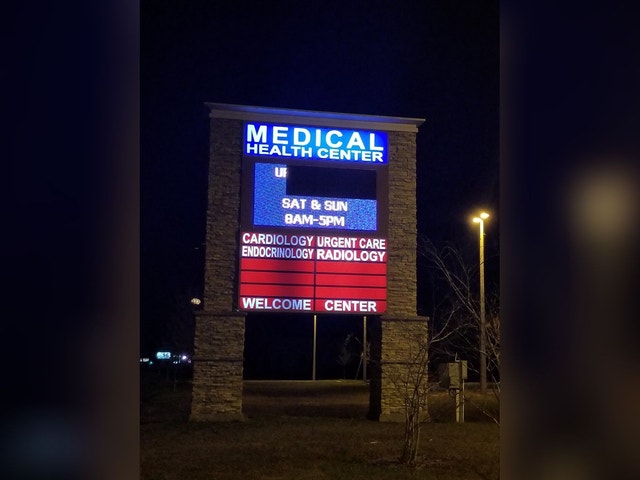 MEDICAL
HEALTH CENTER
SAT & SUN
8AM-5PM
CARDIOLOGY URGENT CARE
ENDOCRINOLOGY RADIOLOGY
WELCOME CENTER